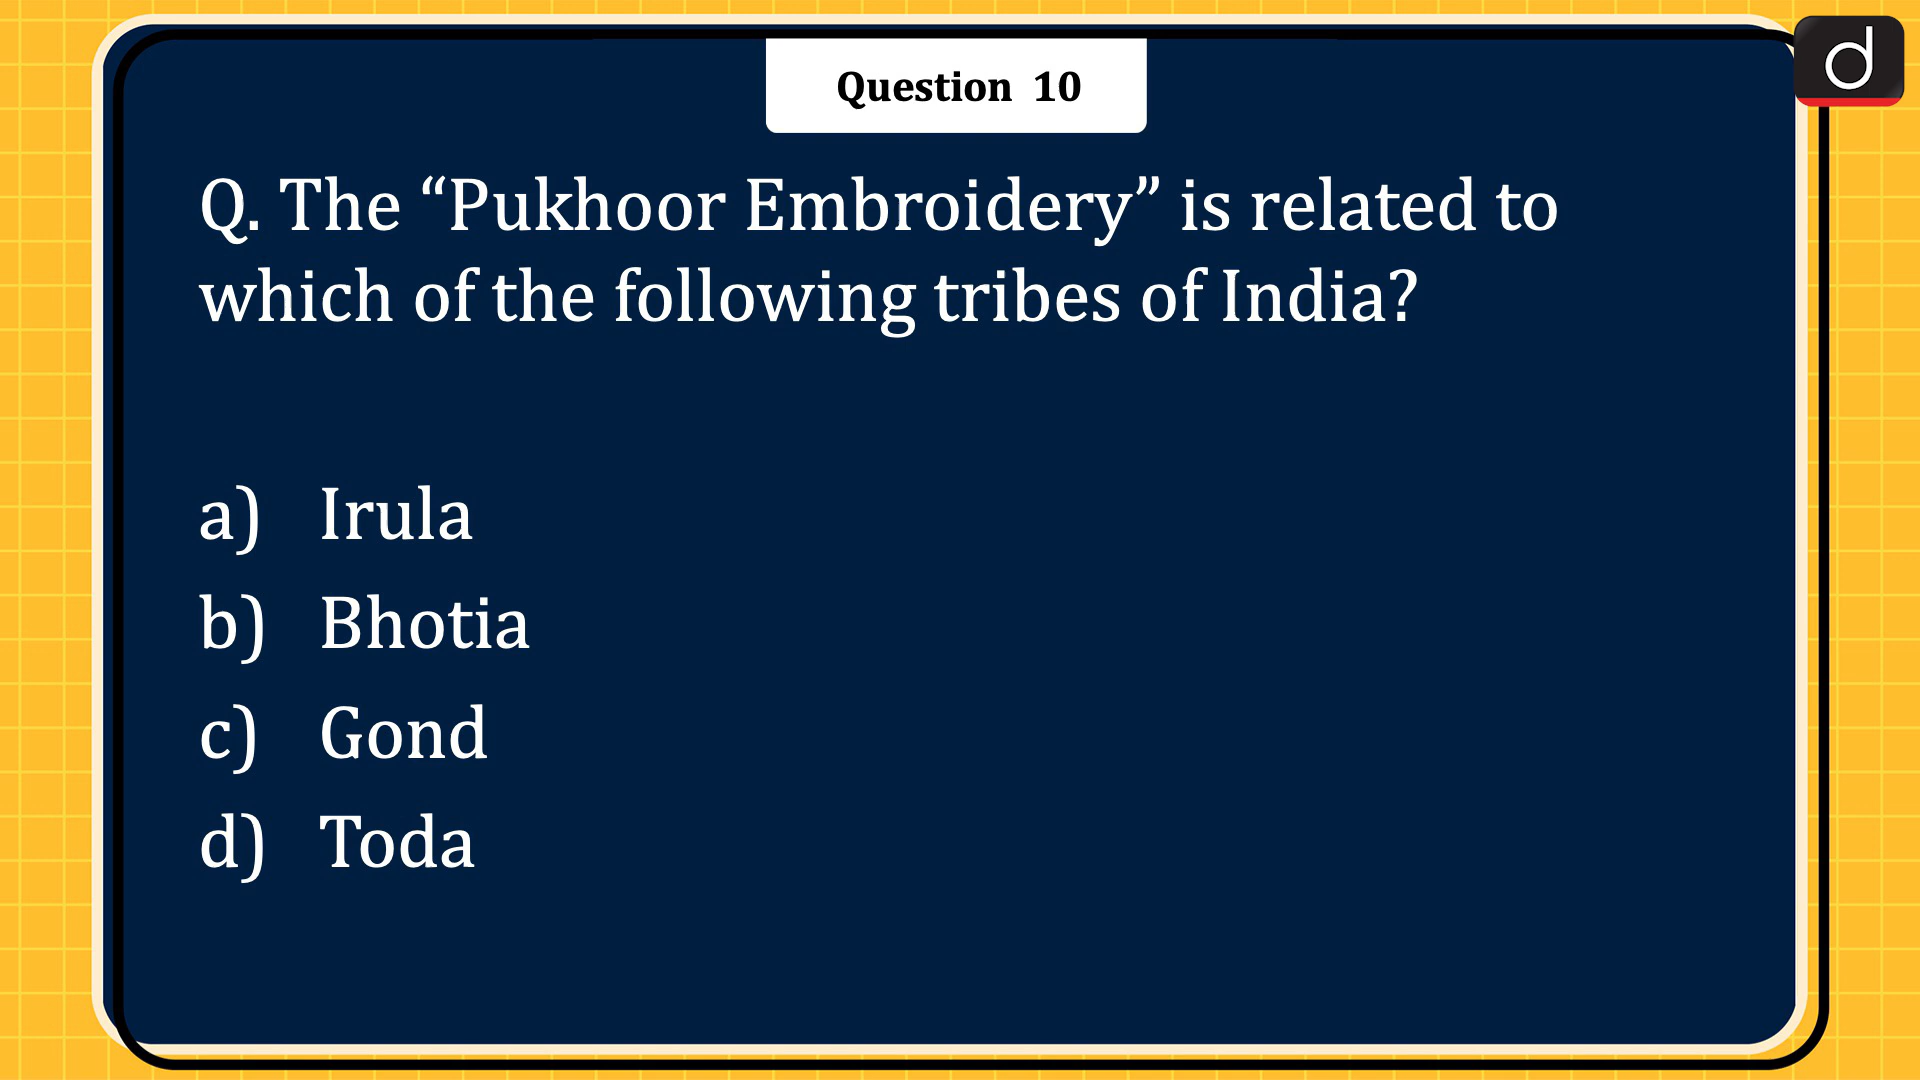 Question 10
d
Q. The “Pukhoor Embroidery” is related to
which of the following tribes of India?
a) Irula
b) Bhotia
c) Gond
d) Toda